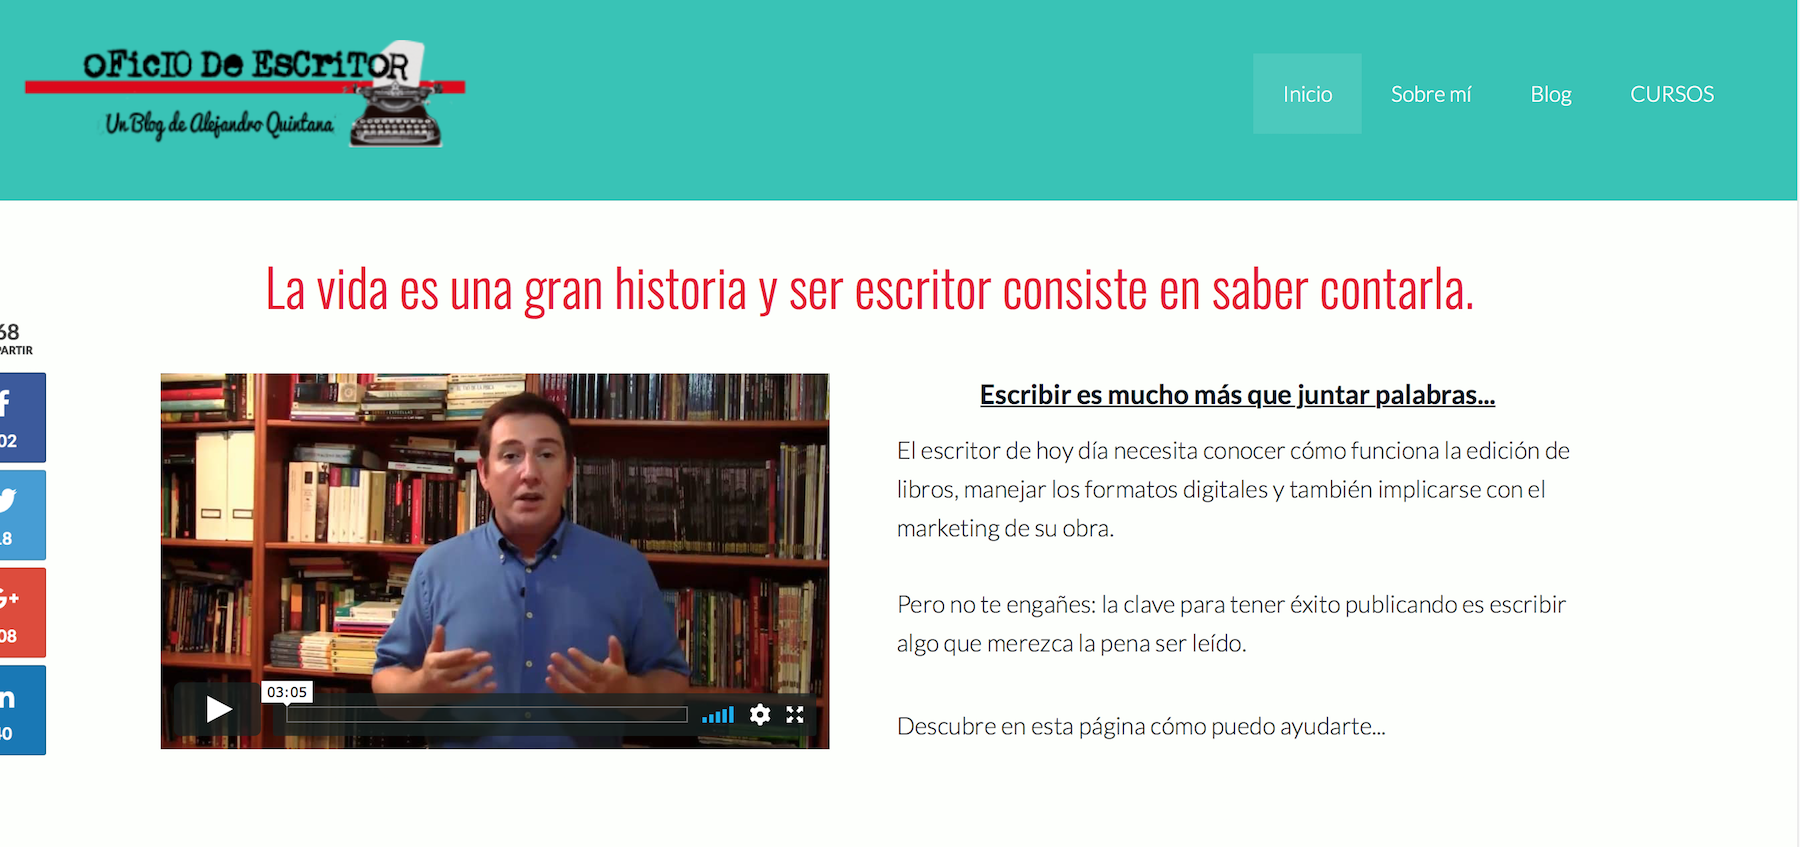 oFicIO De EsCriToR
Un Blog de Alejandro Quintana
Inicio
Sobre mí
Blog
CURSOS
La vida es una gran historia y ser escritor consiste en saber contarla.
68
PARTIR
02
18
G+
08
in
40
03:05
Escribir es mucho más que juntar palabras...
El escritor de hoy día necesita conocer cómo funciona la edición de
libros, manejar los formatos digitales y también implicarse con el
marketing de su obra.
Pero no te engañes: la clave para tener éxito publicando es escribir
algo que merezca la pena ser leído.
Descubre en esta página cómo puedo ayudarte...